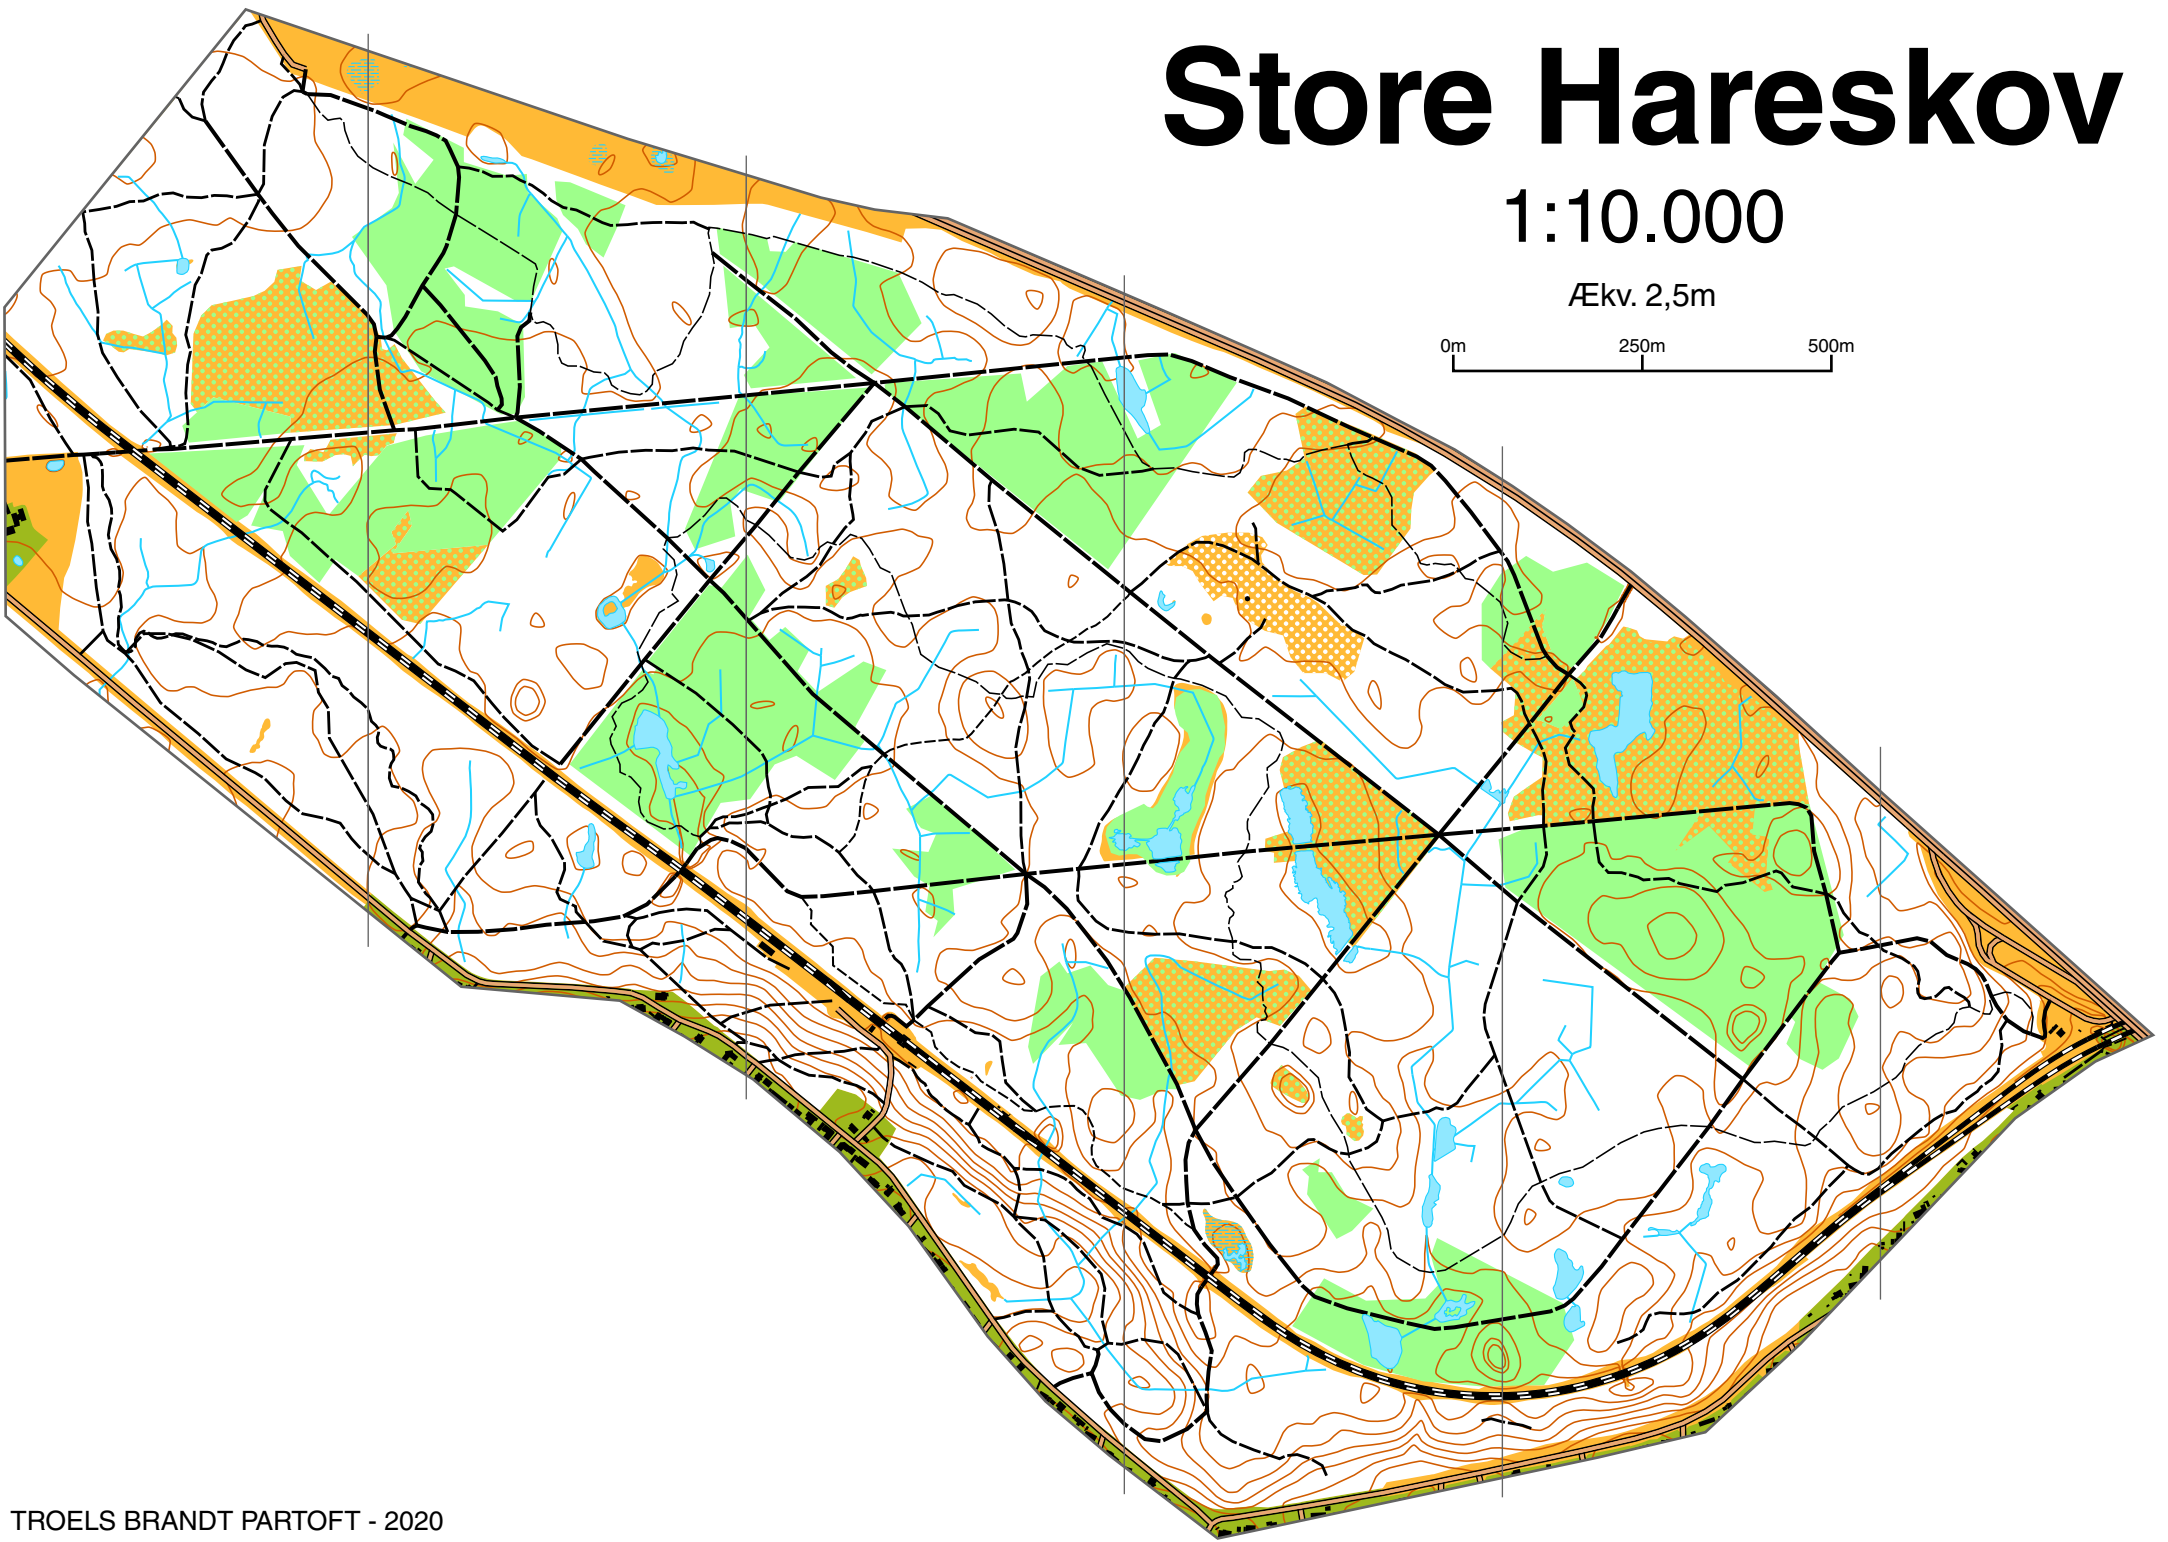 Store Hareskov
1:10.000
Ækv. 2,5m
0m 250m 500m
TROELS BRANDT PARTOFT - 2020